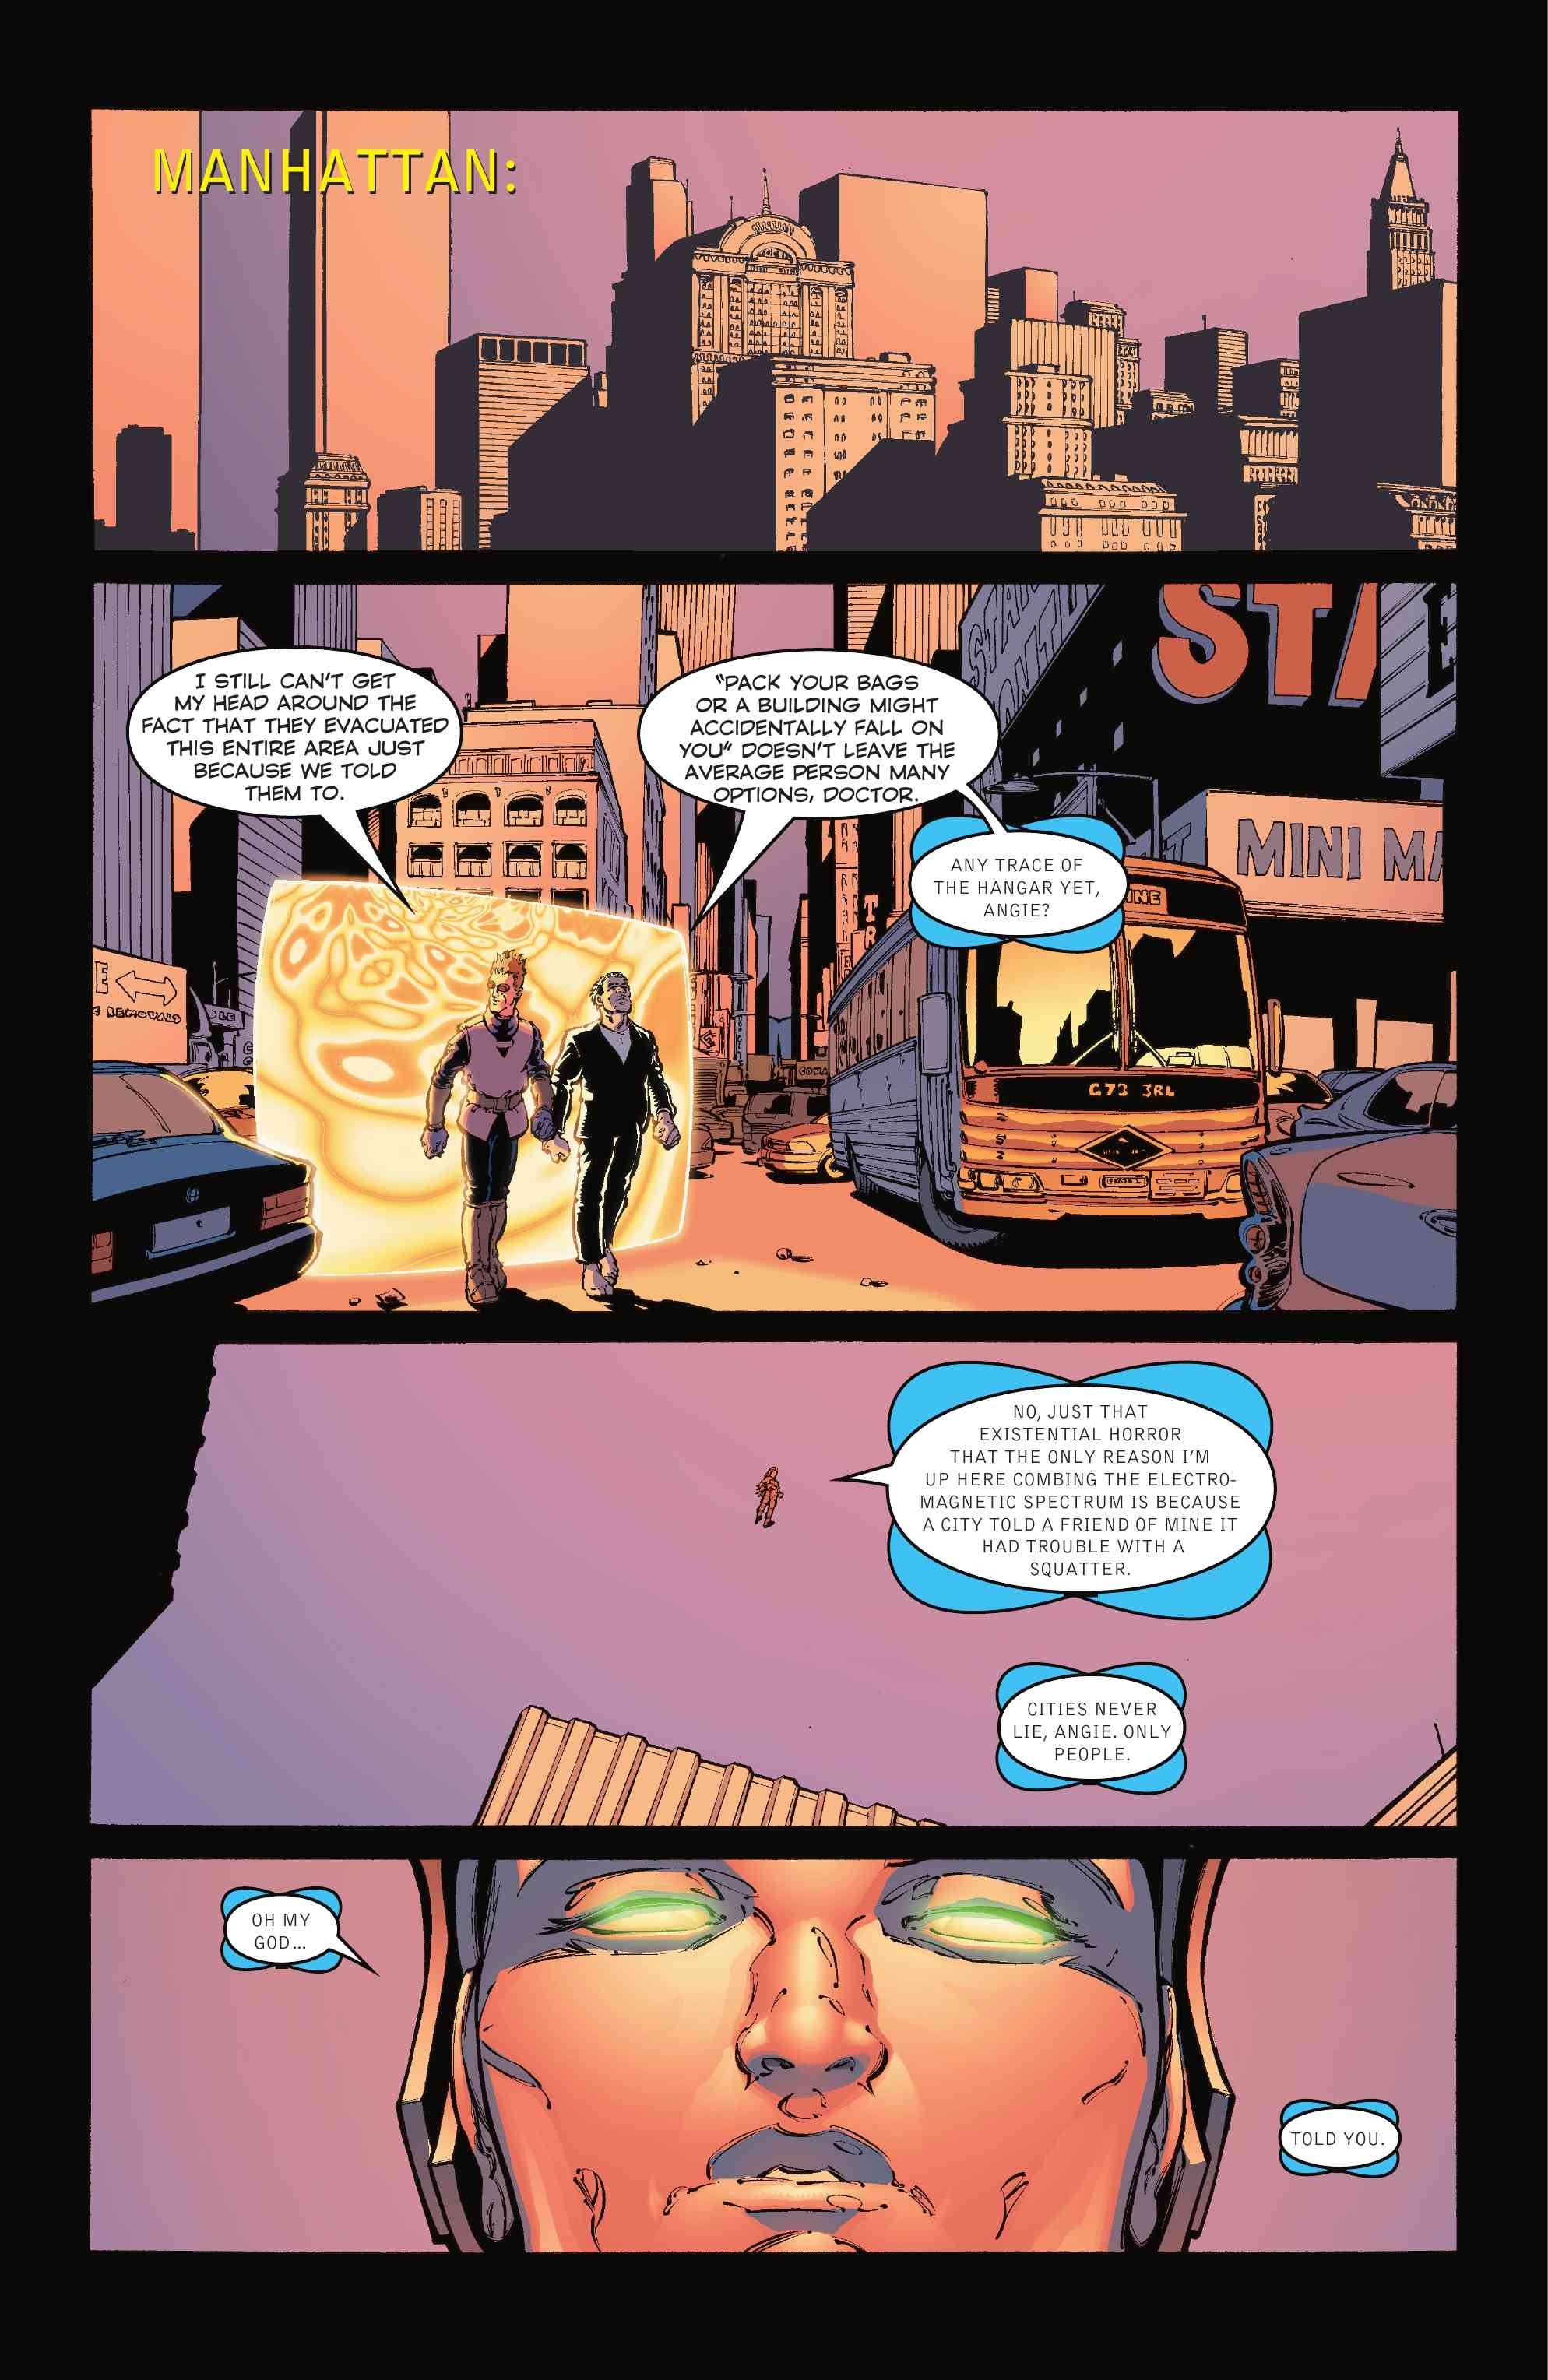 MANHATTAN:
I STILL CAN'T GET
MY HEAD AROUND THE
FACT THAT THEY EVACUATED
THIS ENTIRE AREA JUST
BECAUSE WE TOLD
THEM TO.
"PACK YOUR BAGS
OR A BUILDING MIGHT
ACCIDENTALLY FALL ON
YOU" DOESN'T LEAVE THE
AVERAGE PERSON MANY
OPTIONS, DOCTOR.
ANY TRACE OF
THE HANGAR YET,
ANGIE?
STA
MINI MA
INE
G73 3RL
E
REMOVALS
NO, JUST THAT
EXISTENTIAL HORROR
THAT THE ONLY REASON I'M
UP HERE COMBING THE ELECTRO-
MAGNETIC SPECTRUM IS BECAUSE
A CITY TOLD A FRIEND OF MINE IT
HAD TROUBLE WITH A
SQUATTER.
CITIES NEVER
LIE, ANGIE. ONLY
PEOPLE.
OH MY
GOD...
TOLD YOU.